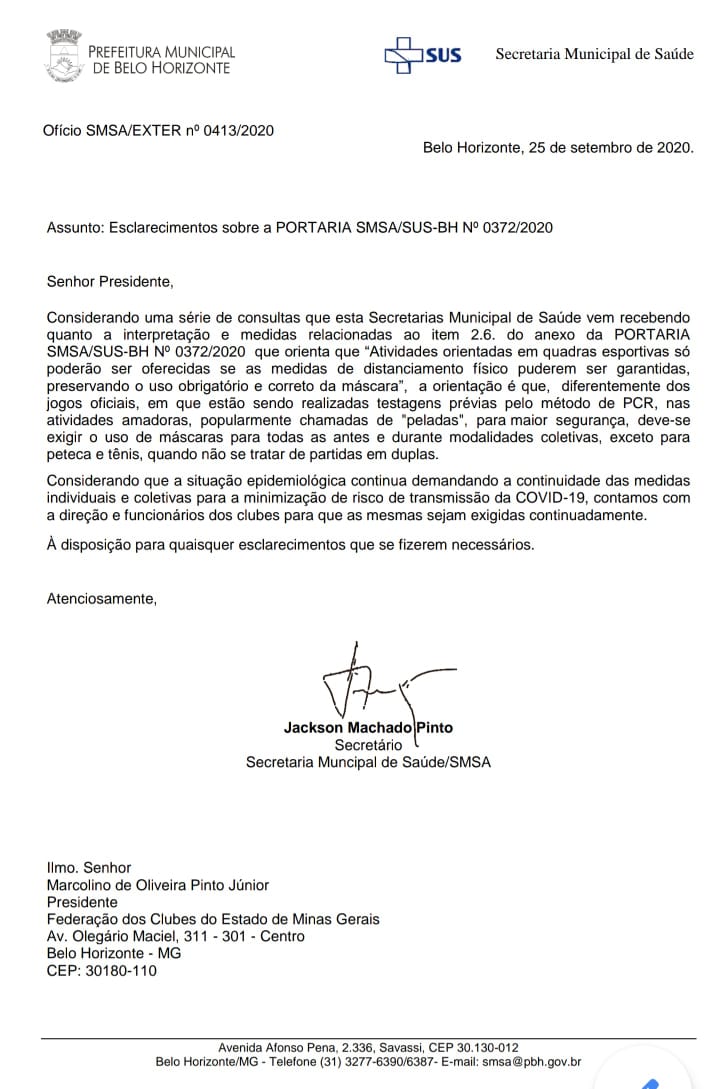 PREFEITURA MUNICIPAL
DE BELO HORIZONTE
SUS
Secretaria Municipal de Saúde
Ofício SMSA/EXTER nº 0413/2020
Belo Horizonte, 25 de setembro de 2020.
Assunto: Esclarecimentos sobre a PORTARIA SMSA/SUS-BH Nº 0372/2020
Senhor Presidente,
Considerando uma série de consultas que esta Secretarias Municipal de Saúde vem recebendo
quanto a interpretação e medidas relacionadas ao item 2.6. do anexo da PORTARIA
SMSA/SUS-BH Nº 0372/2020 que orienta que “Atividades orientadas em quadras esportivas só
poderão ser oferecidas se as medidas de distanciamento físico puderem ser garantidas,
preservando o uso obrigatório e correto da máscara”, a orientação é que, diferentemente dos
jogos oficiais, em que estão sendo realizadas testagens prévias pelo método de PCR, nas
atividades amadoras, popularmente chamadas de "peladas", para maior segurança, deve-se
exigir o uso de máscaras para todas as antes e durante modalidades coletivas, exceto para
peteca e tênis, quando não se tratar de partidas em duplas.
Considerando que a situação epidemiológica continua demandando a continuidade das medidas
individuais e coletivas para a minimização de risco de transmissão da COVID-19, contamos com
a direção e funcionários dos clubes para que as mesmas sejam exigidas continuadamente.
À disposição para quaisquer esclarecimentos que se fizerem necessários.
Atenciosamente,
Jackson Machado Pinto
Secretário
Secretaria Muncipal de Saúde/SMSA
Ilmo. Senhor
Marcolino de Oliveira Pinto Júnior
Presidente
Federação dos Clubes do Estado de Minas Gerais
Av. Olegário Maciel, 311 - 301 - Centro
Belo Horizonte - MG
CEP: 30180-110
Avenida Afonso Pena, 2.336, Savassi, CEP 30.130-012
Belo Horizonte/MG - Telefone (31) 3277-6390/6387- E-mail: smsa@pbh.gov.br